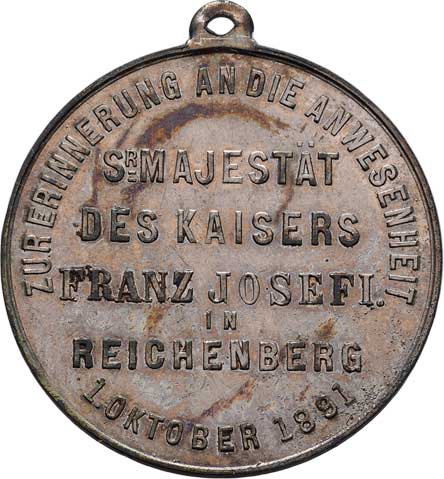 ZUR ERINNERUNG AN DIE ANWESENHEIT
SR MAJESTÄT
DES KAISERS
FRANZ JOSEF I.
IN
REICHENBERG
1. OKTOBER 1891